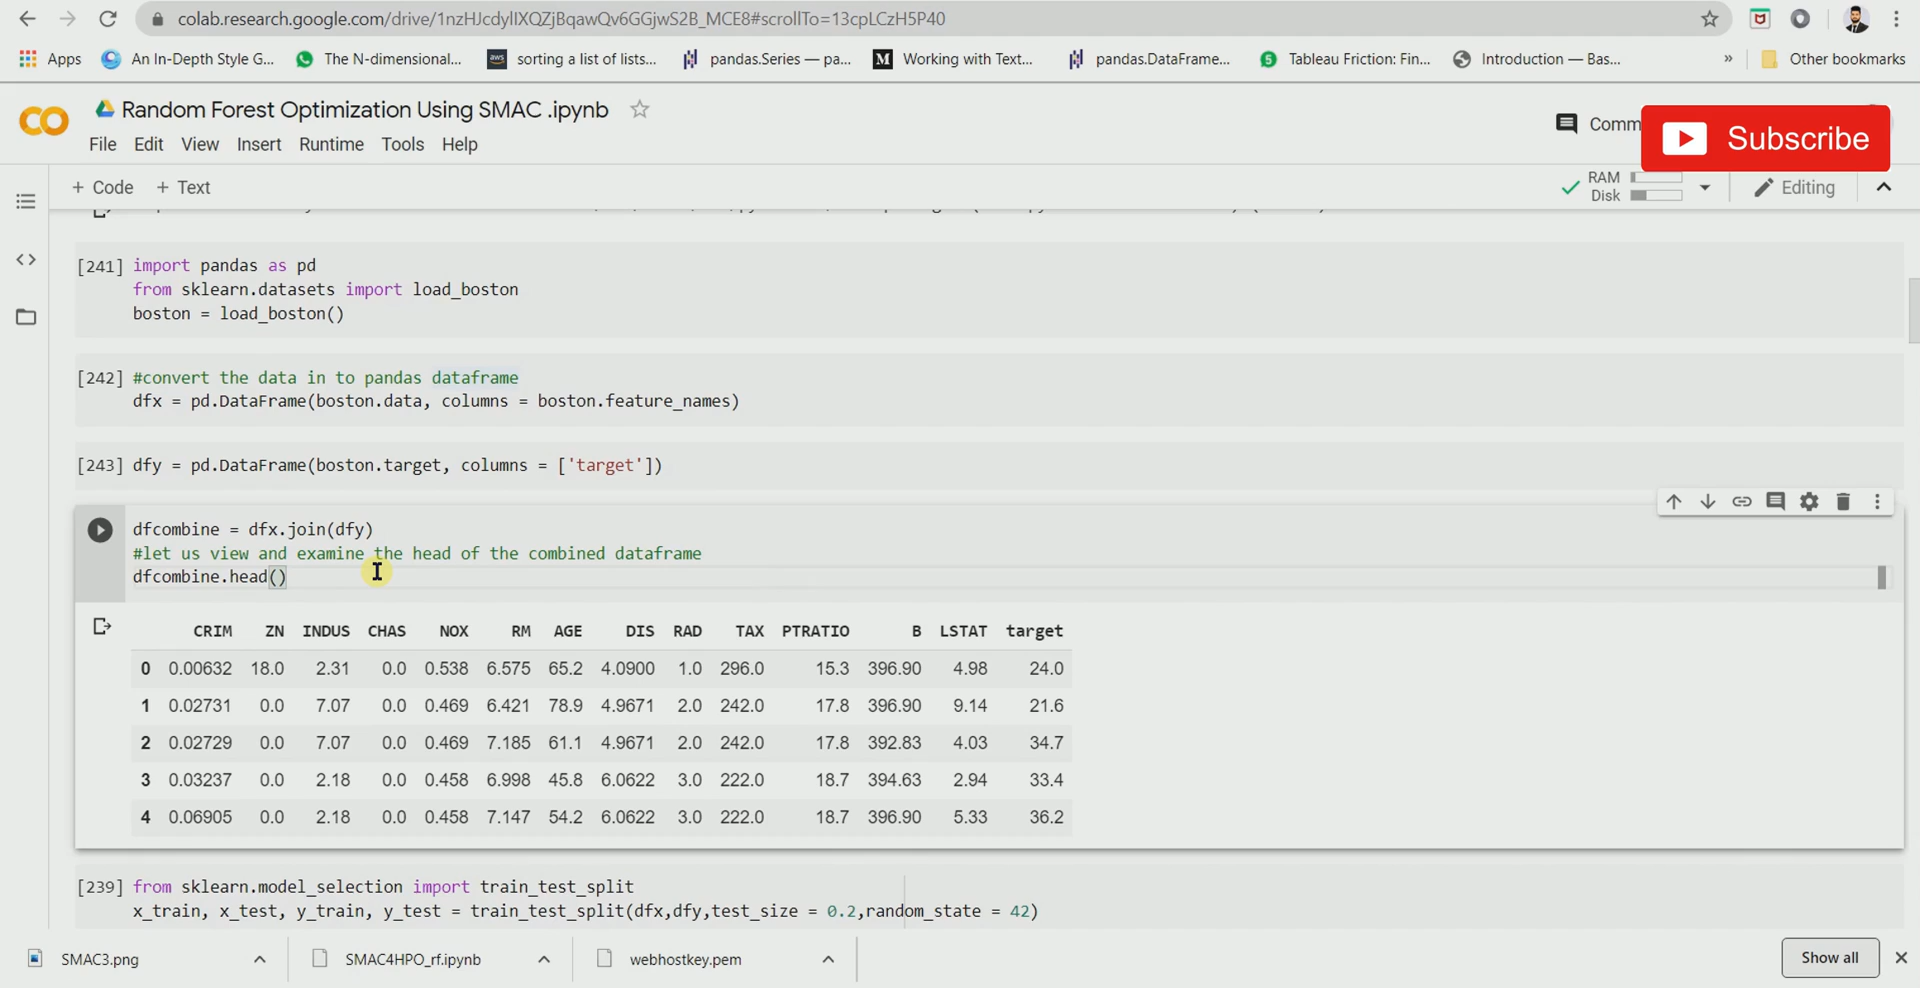 colab.research.google.com/drive/1nzHJcdylIXQZjBqawQv6GGjwS2B_MCE8#scrollTo=13cpLCzH5P40
Apps An In-Depth Style G... The N-dimensional... aws sorting a list of lists... pandas.Series — pa... M Working with Text... pandas.DataFrame... Tableau Friction: Fin... Introduction — Bas... » Other bookmarks
Random Forest Optimization Using SMAC .ipynb
Comm
Subscribe
File Edit View Insert Runtime Tools Help
+ Code + Text
RAM
Disk
Editing
[241] import pandas as pd
from sklearn.datasets import load_boston
boston = load_boston()
[242] #convert the data in to pandas dataframe
dfx = pd.DataFrame(boston.data, columns = boston.feature_names)
[243] dfy = pd.DataFrame(boston.target, columns = ['target'])
dfcombine = dfx.join(dfy)
#let us view and examine the head of the combined dataframe
dfcombine.head()
CRIM ZN INDUS CHAS NOX RM AGE DIS RAD TAX PTRATIO B LSTAT target
0 0.00632 18.0 2.31 0.0 0.538 6.575 65.2 4.0900 1.0 296.0 15.3 396.90 4.98 24.0
1 0.02731 0.0 7.07 0.0 0.469 6.421 78.9 4.9671 2.0 242.0 17.8 396.90 9.14 21.6
2 0.02729 0.0 7.07 0.0 0.469 7.185 61.1 4.9671 2.0 242.0 17.8 392.83 4.03 34.7
3 0.03237 0.0 2.18 0.0 0.458 6.998 45.8 6.0622 3.0 222.0 18.7 394.63 2.94 33.4
4 0.06905 0.0 2.18 0.0 0.458 7.147 54.2 6.0622 3.0 222.0 18.7 396.90 5.33 36.2
[239] from sklearn.model_selection import train_test_split
x_train, x_test, y_train, y_test = train_test_split(dfx,dfy,test_size = 0.2,random_state = 42)
SMAC3.png SMAC4HPO_rf.ipynb webhostkey.pem Show all